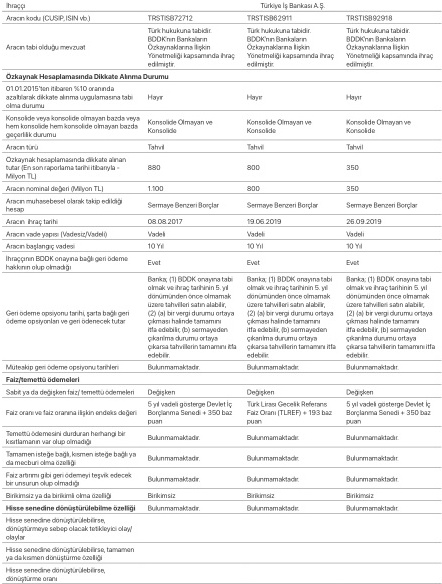 İhraççı Türkiye İş Bankası A.Ş.
Aracın kodu (CUSIP, ISIN vb.) TRSTISB72712 TRSTISB62911 TRSTISB92918
Aracın tabi olduğu mevzuat
Türk hukukuna tabidir. BDDK'nın Bankaların Özkaynaklarına İlişkin Yönetmeliği kapsamında ihraç edilmiştir.
Türk hukukuna tabidir. BDDK'nın Bankaların Özkaynaklarına İlişkin Yönetmeliği kapsamında ihraç edilmiştir.
Türk hukukuna tabidir. BDDK'nın Bankaların Özkaynaklarına İlişkin Yönetmeliği kapsamında ihraç edilmiştir.
Özkaynak Hesaplamasında Dikkate Alınma Durumu
01.01.2015'ten itibaren %10 oranında
azaltılarak dikkate alınma uygulamasına tabi
olma durumu
Hayır Hayır Hayır
Konsolide veya konsolide olmayan bazda veya
hem konsolide hem konsolide olmayan bazda
geçerlilik durumu
Konsolide Olmayan ve Konsolide
Konsolide Olmayan ve Konsolide
Konsolide Olmayan ve Konsolide
Aracın türü Tahvil Tahvil Tahvil
Özkaynak hesaplamasında dikkate alınan
tutar (En son raporlama tarihi itibarıyla -
Milyon TL)
880 800 350
Aracın nominal değeri (Milyon TL) 1.100 800 350
Aracın muhasebesel olarak takip edildiği
hesap
Sermaye Benzeri Borçlar Sermaye Benzeri Borçlar Sermaye Benzeri Borçlar
Aracın ihraç tarihi 08.08.2017 19.06.2019 26.09.2019
Aracın vade yapısı (Vadesiz/Vadeli) Vadeli Vadeli Vadeli
Aracın başlangıç vadesi 10 Yıl 10 Yıl 10 Yıl
İhraççının BDDK onayına bağlı geri ödeme
hakkının olup olmadığı
Evet Evet Evet
Geri ödeme opsiyonu tarihi, şarta bağlı geri
ödeme opsiyonları ve geri ödenecek tutar
Banka; (1) BDDK onayına tabi
olmak ve ihraç tarihinin 5. yıl
dönümünden önce olmamak
üzere tahvilleri satın alabilir,
(2) (a) bir vergi durumu ortaya
çıkması halinde tamamını
itfa edebilir, (b) sermayeden
çıkarılma durumu ortaya
çıkarsa tahvillerin tamamını itfa
edebilir.
Banka; (1) BDDK onayına tabi
olmak ve ihraç tarihinin 5. yıl
dönümünden önce olmamak
üzere tahvilleri satın alabilir,
(2) (a) bir vergi durumu ortaya
çıkması halinde tamamını
itfa edebilir, (b) sermayeden
çıkarılma durumu ortaya
çıkarsa tahvillerin tamamını itfa
edebilir.
Banka; (1) BDDK onayına tabi
olmak ve ihraç tarihinin 5. yıl
dönümünden önce olmamak
üzere tahvilleri satın alabilir,
(2) (a) bir vergi durumu ortaya
çıkması halinde tamamını
itfa edebilir, (b) sermayeden
çıkarılma durumu ortaya
çıkarsa tahvillerin tamamını itfa
edebilir.
Müteakip geri ödeme opsiyonu tarihleri Bulunmamaktadır. Bulunmamaktadır. Bulunmamaktadır.
Faiz/temettü ödemeleri
Sabit ya da değişken faiz/ temettü ödemeleri Değişken Değişken Değişken
Faiz oranı ve faiz oranına ilişkin endeks değeri
5 yıl vadeli gösterge Devlet İç
Borçlanma Senedi + 350 baz
puan
Türk Lirası Gecelik Referans
Faiz Oranı (TLREF) + 193 baz
puan
5 yıl vadeli gösterge Devlet İç
Borçlanma Senedi + 350 baz
puan
Temettü ödemesini durduran herhangi bir
kısıtlamanın var olup olmadığı
Bulunmamaktadır. Bulunmamaktadır. Bulunmamaktadır.
Tamamen isteğe bağlı, kısmen isteğe bağlı ya
da mecburi olma özelliği
Bulunmamaktadır. Bulunmamaktadır. Bulunmamaktadır.
Faiz artırımı gibi geri ödemeyi teşvik edecek
bir unsurun olup olmadığı
Bulunmamaktadır. Bulunmamaktadır. Bulunmamaktadır.
Birikimsiz ya da birikimli olma özelliği Birikimsiz Birikimsiz Birikimsiz
Hisse senedine dönüştürülebilme özelliği Bulunmamaktadır. Bulunmamaktadır. Bulunmamaktadır.
Hisse senedine dönüştürülebilirse,
dönüştürmeye sebep olacak tetikleyici olay/
olaylar
Hisse senedine dönüştürülebilirse, tamamen
ya da kısmen dönüştürme özelliği
Hisse senedine dönüştürülebilirse,
dönüştürme oranı